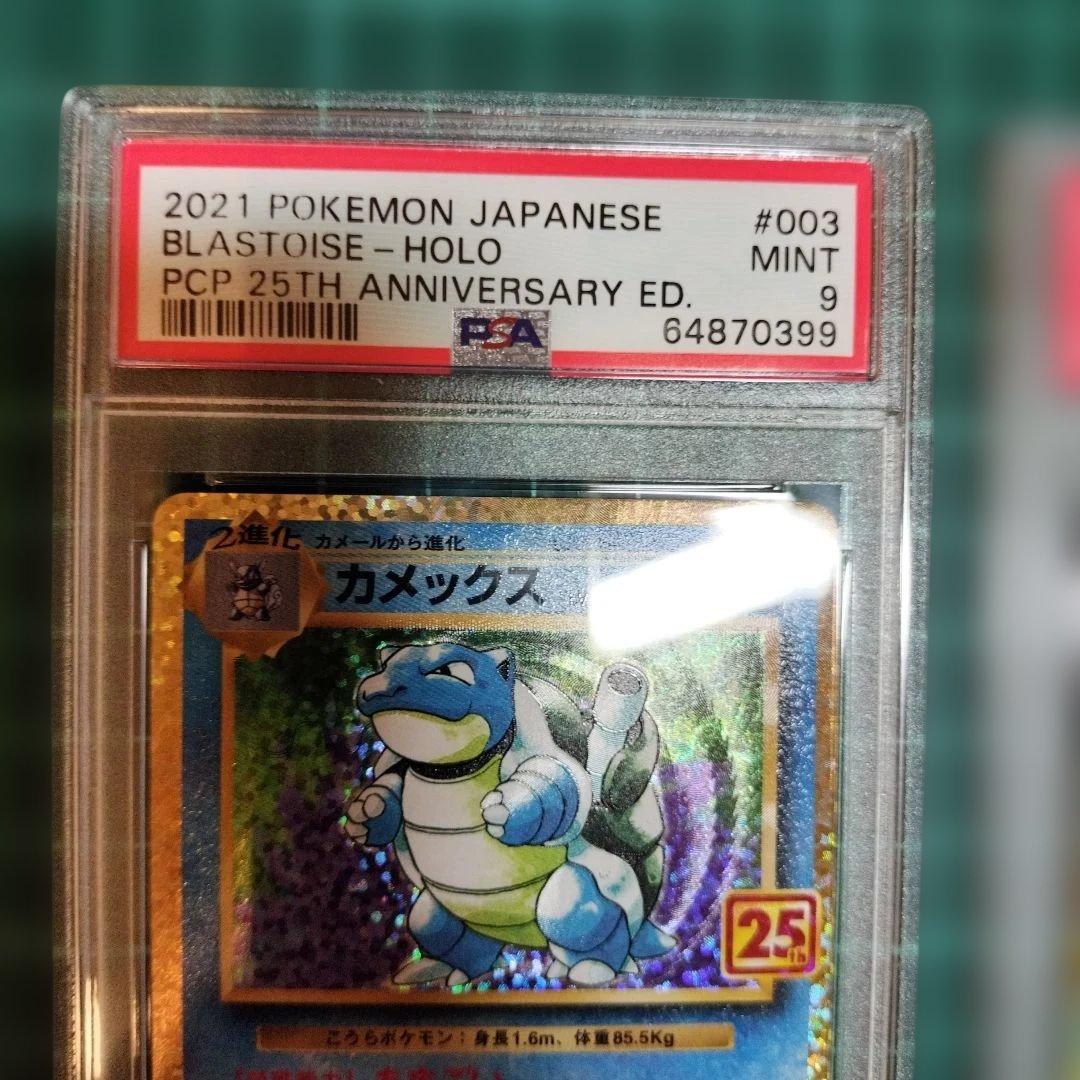 2021 POKEMON JAPANESE #003
BLASTOISE - HOLO MINT
PCP 25TH ANNIVERSARY ED. 9
PSA 64870399
2進化 カメールから進化
カメックス
25th
こうらポケモン：身長1.6m、体重85.5Kg